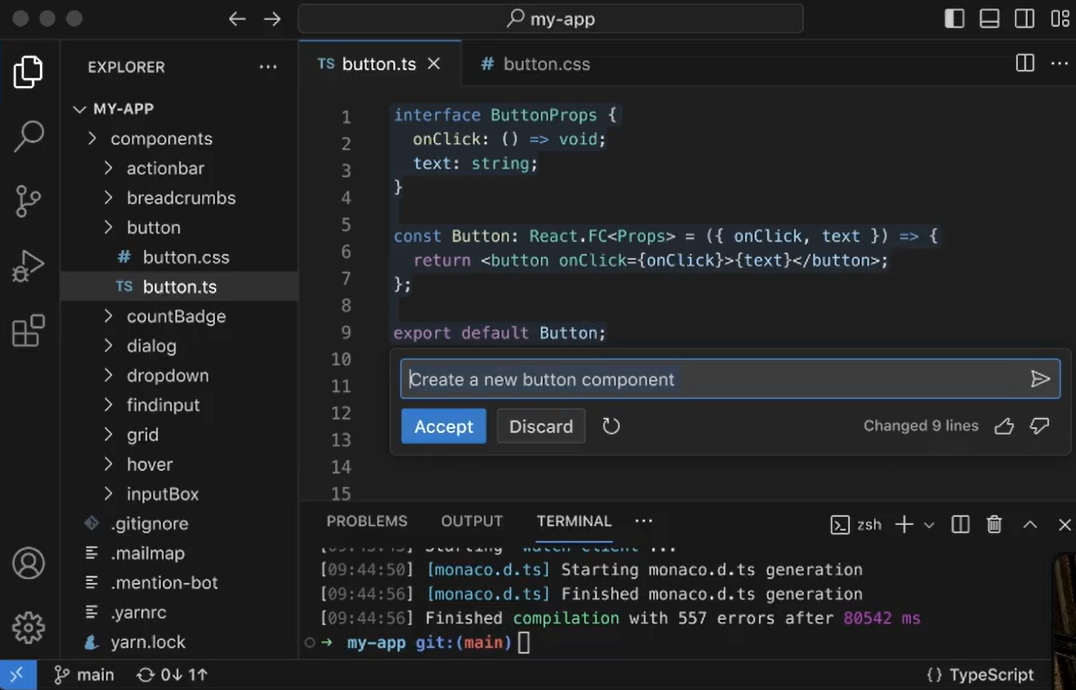 my-app
EXPLORER
MY-APP
components
actionbar
breadcrumbs
button
# button.css
TS button.ts
countBadge
dialog
dropdown
findinput
grid
hover
inputBox
.gitignore
.mailmap
.mention-bot
.yarnrc
yarn.lock
TS button.ts
# button.css
1 interface ButtonProps {
2 onClick: () => void;
3 text: string;
4 }
5
6 const Button: React.FC<Props> = ({ onClick, text }) => {
7 return <button onClick={onClick}>{text}</button>;
8 };
9
10 export default Button;
11
12
13
14
15
Create a new button component
Accept Discard Changed 9 lines
PROBLEMS OUTPUT TERMINAL ... zsh
[09:44:50] [monaco.d.ts] Starting monaco.d.ts generation
[09:44:56] [monaco.d.ts] Finished monaco.d.ts generation
[09:44:56] Finished compilation with 557 errors after 80542 ms
→ my-app git:(main)
main 0↓ 1↑ {} TypeScript